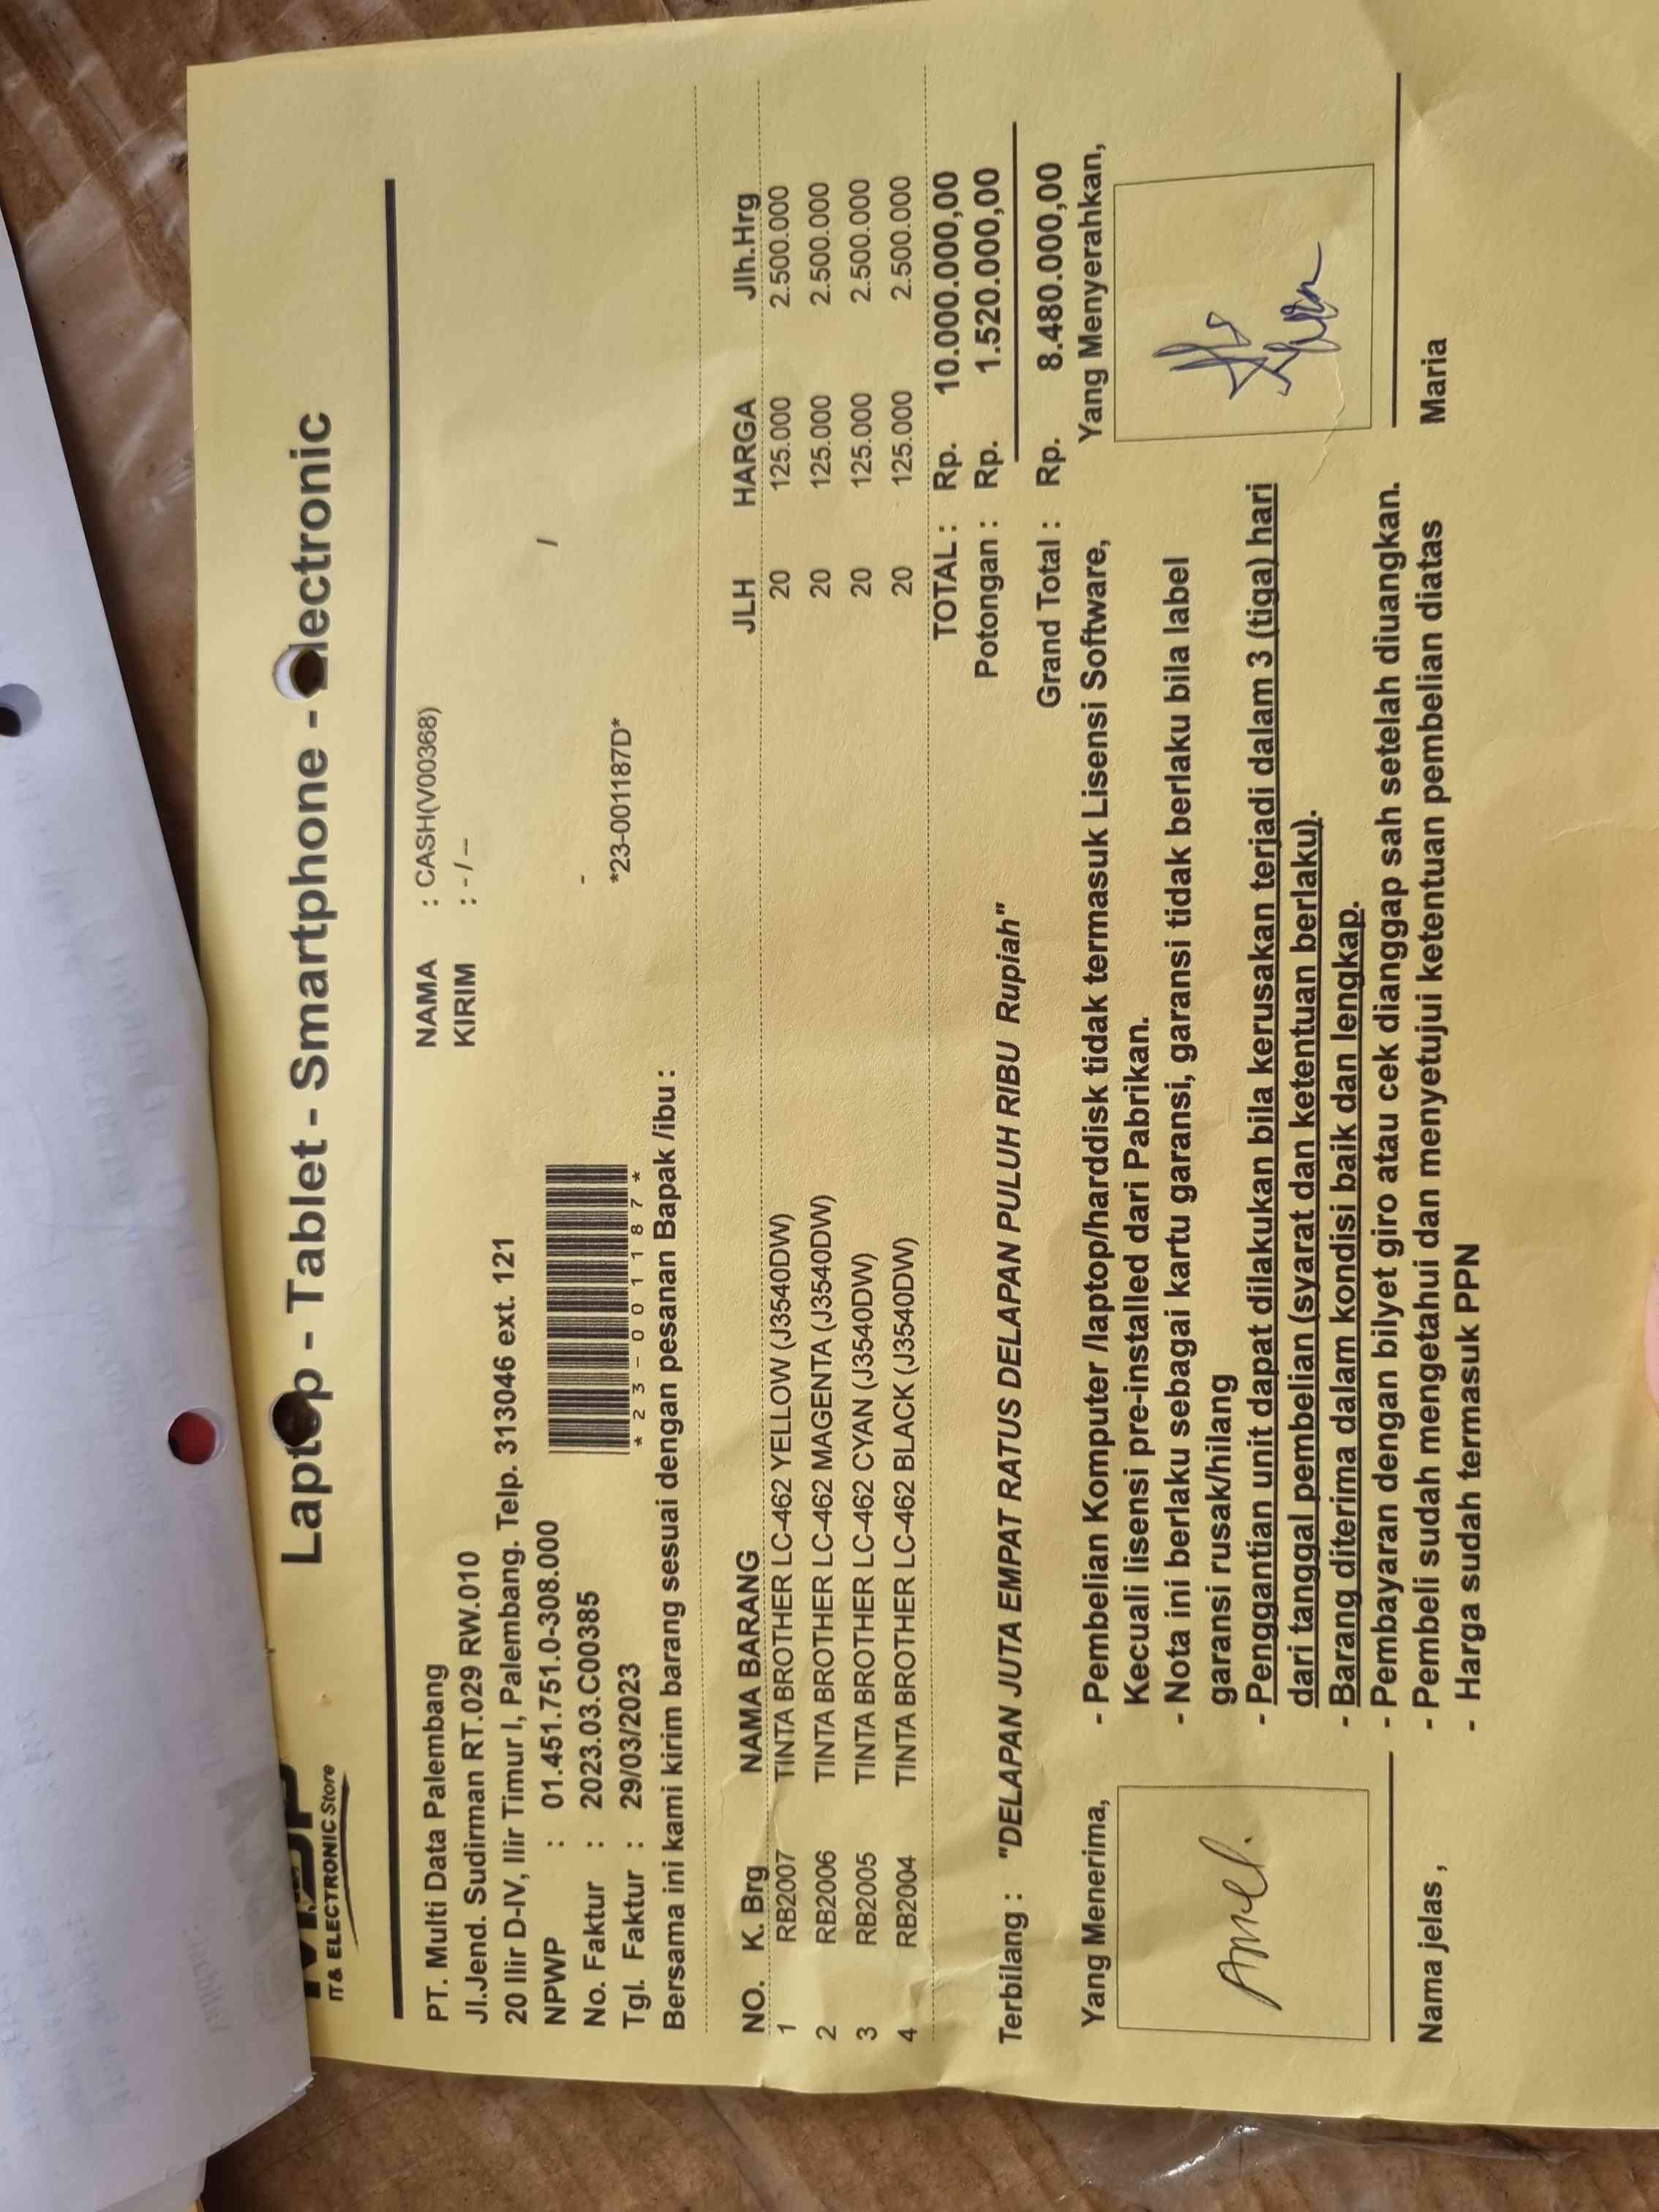 IT & ELECTRONIC Store
Laptop - Tablet - Smartphone - Electronic
PT. Multi Data Palembang
Jl.Jend. Sudirman RT.029 RW.010
20 Ilir D-IV, Ilir Timur I, Palembang. Telp. 313046 ext. 121
NPWP : 01.451.751.0-308.000
No. Faktur : 2023.03.C00385
Tgl. Faktur : 29/03/2023
NAMA : CASH(V00368)
KIRIM : - / --
/
-
*23-001187*
*23-001187D*
Bersama ini kami kirim barang sesuai dengan pesanan Bapak /ibu :
NO. K. Brg NAMA BARANG JLH HARGA Jlh.Hrg
1 RB2007 TINTA BROTHER LC-462 YELLOW (J3540DW) 20 125.000 2.500.000
2 RB2006 TINTA BROTHER LC-462 MAGENTA (J3540DW) 20 125.000 2.500.000
3 RB2005 TINTA BROTHER LC-462 CYAN (J3540DW) 20 125.000 2.500.000
4 RB2004 TINTA BROTHER LC-462 BLACK (J3540DW) 20 125.000 2.500.000
TOTAL : Rp. 10.000.000,00
Potongan : Rp. 1.520.000,00
Terbilang : "DELAPAN JUTA EMPAT RATUS DELAPAN PULUH RIBU Rupiah"
Grand Total : Rp. 8.480.000,00
Yang Menerima,
- Pembelian Komputer /laptop/harddisk tidak termasuk Lisensi Software,
Kecuali lisensi pre-installed dari Pabrikan.
- Nota ini berlaku sebagai kartu garansi, garansi tidak berlaku bila label
garansi rusak/hilang
- Penggantian unit dapat dilakukan bila kerusakan terjadi dalam 3 (tiga) hari
dari tanggal pembelian (syarat dan ketentuan berlaku).
- Barang diterima dalam kondisi baik dan lengkap.
- Pembayaran dengan bilyet giro atau cek dianggap sah setelah diuangkan.
- Pembeli sudah mengetahui dan menyetujui ketentuan pembelian diatas
- Harga sudah termasuk PPN
Yang Menyerahkan,
Nama jelas ,
Maria